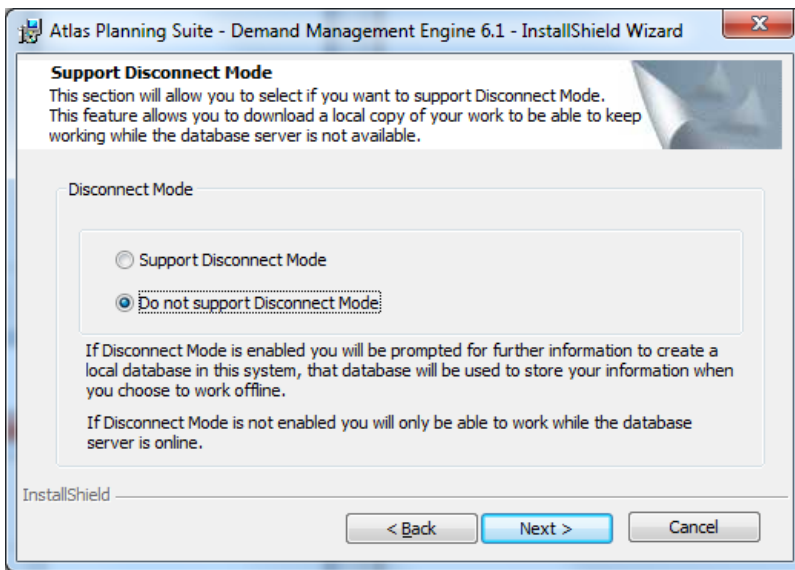 Atlas Planning Suite - Demand Management Engine 6.1 - InstallShield Wizard
Support Disconnect Mode
This section will allow you to select if you want to support Disconnect Mode.
This feature allows you to download a local copy of your work to be able to keep
working while the database server is not available.
Disconnect Mode
Support Disconnect Mode
Do not support Disconnect Mode
If Disconnect Mode is enabled you will be prompted for further information to create a
local database in this system, that database will be used to store your information when
you choose to work offline.
If Disconnect Mode is not enabled you will only be able to work while the database
server is online.
InstallShield
< Back Next > Cancel